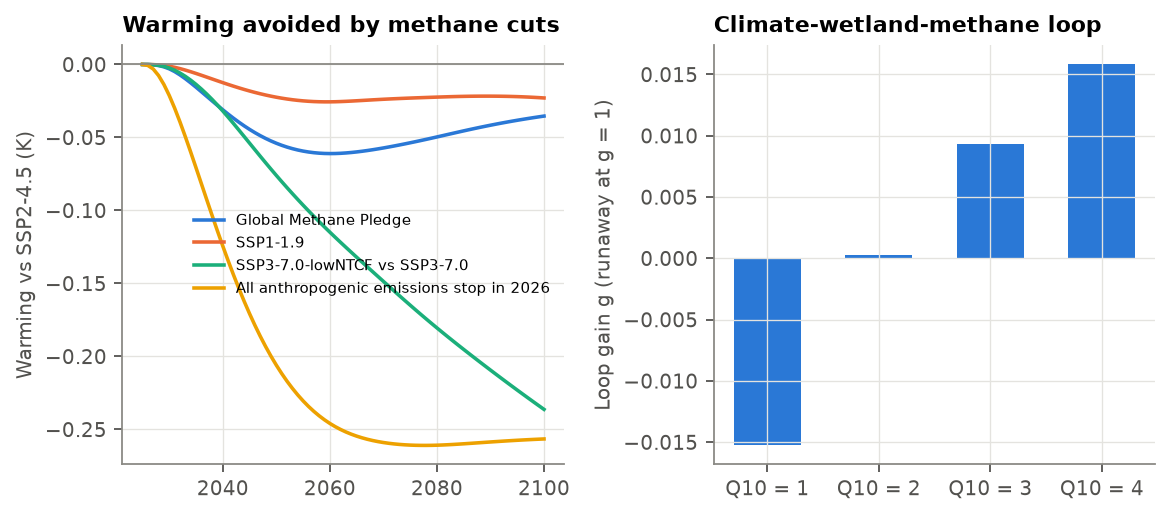 Warming avoided by methane cuts
Warming vs SSP2-4.5 (K)
0.00
−0.05
−0.10
−0.15
−0.20
−0.25
Global Methane Pledge
SSP1-1.9
SSP3-7.0-lowNTCF vs SSP3-7.0
All anthropogenic emissions stop in 2026
2040
2060
2080
2100
Climate-wetland-methane loop
Loop gain g (runaway at g = 1)
0.015
0.010
0.005
0.000
−0.005
−0.010
−0.015
Q10 = 1
Q10 = 2
Q10 = 3
Q10 = 4